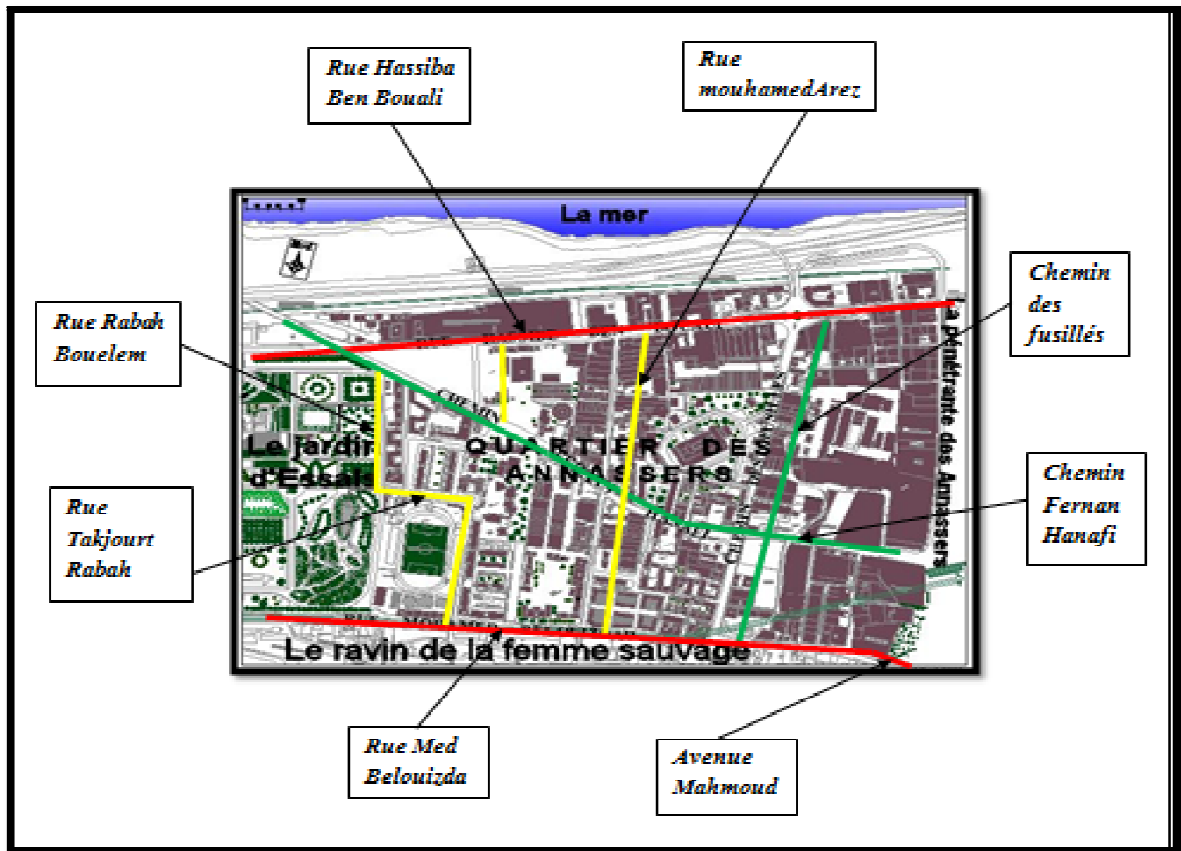 Rue Hassiba
Ben Bouali
Rue
mouhamedArez
La mer
Chemin
des
fusillés
Rue Rabah
Bouelem
La pénétrante des Annassers
CHEMIN
Le jardin
d'Essais
QUARTIER DES
ANNASSERS
Chemin
Fernan
Hanafi
Rue
Takjourt
Rabah
Le ravin de la femme sauvage
Rue Med
Belouizda
Avenue
Mahmoud